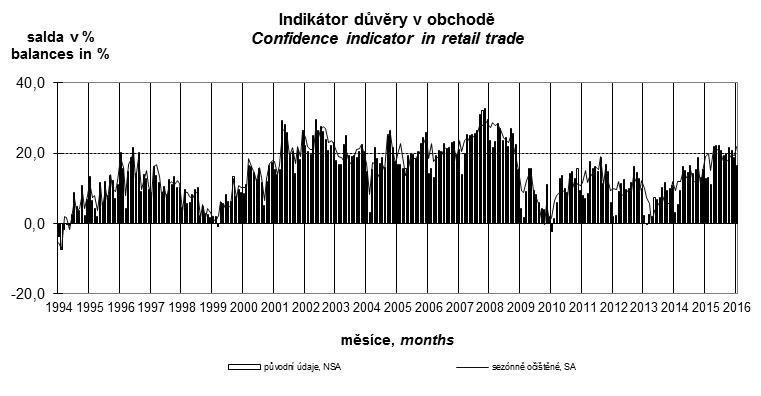 Indikátor důvěry v obchodě
Confidence indicator in retail trade
salda v %
balances in %
40,0
20,0
0,0
-20,0
1994 1995 1996 1997 1998 1999 2000 2001 2002 2003 2004 2005 2006 2007 2008 2009 2010 2011 2012 2013 2014 2015 2016
měsíce, months
původní údaje, NSA
sezónně očištěné, SA